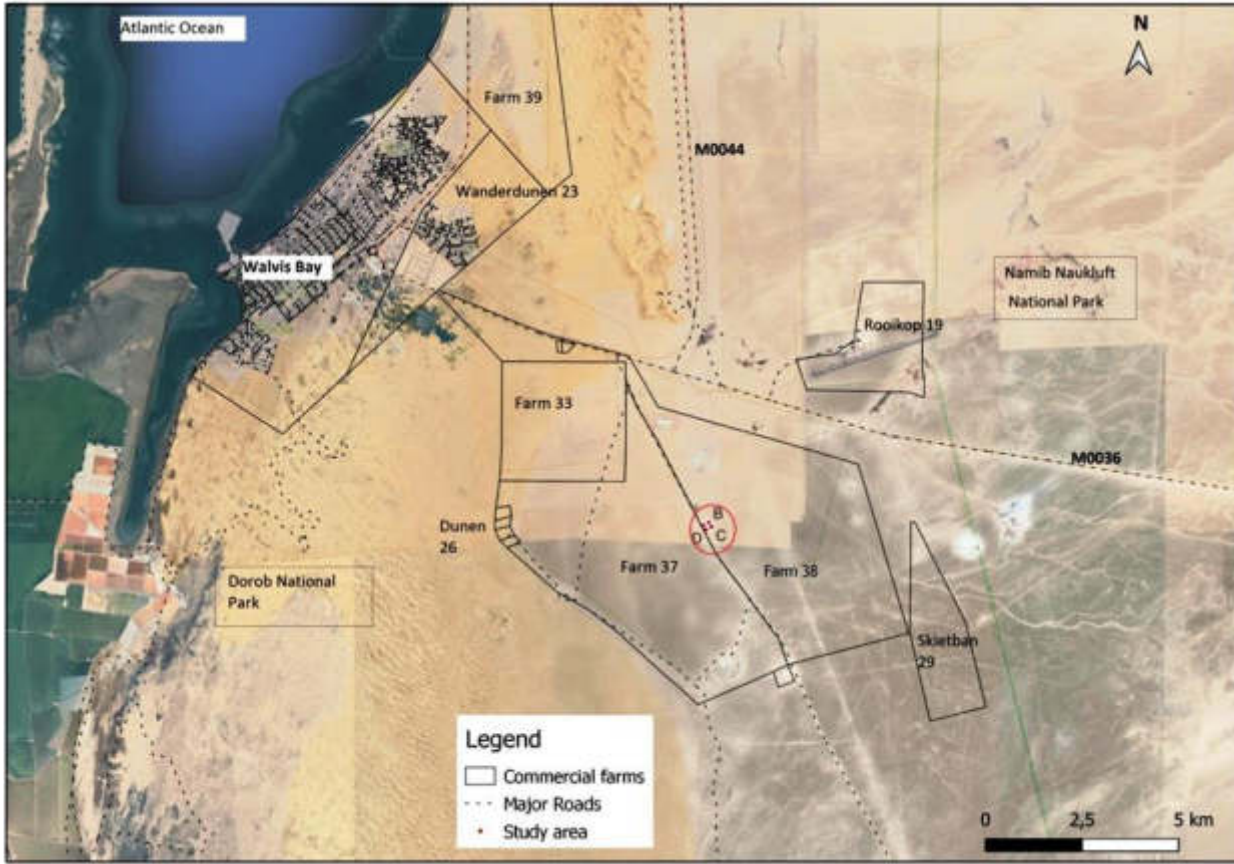 Atlantic Ocean
N
Farm 39
M0044
Wanderdunen 23
Walvis Bay
Namib Naukluft
National Park
Rooikop 19
Farm 33
M0036
B
D C
Dunen
26
Farm 37
Farm 38
Dorob National
Park
Skietban
29
Legend
Commercial farms
Major Roads
Study area
0 2,5 5 km